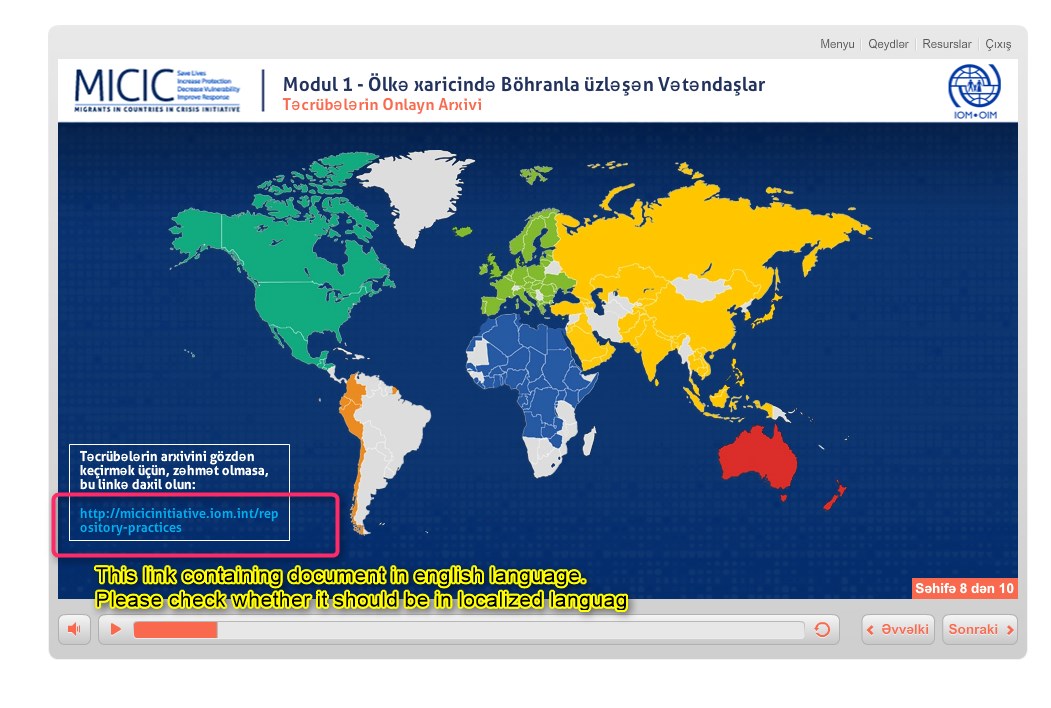 Menyu Qeydlər Resurslar Çıxış
MICIC
Save Lives
Increase Protection
Decrease Vulnerability
Improve Response
MIGRANTS IN COUNTRIES IN CRISIS INITIATIVE
Modul 1 - Ölkə xaricində Böhranla üzləşən Vətəndaşlar
Təcrübələrin Onlayn Arxivi
IOM•OIM
Təcrübələrin arxivini gözdən
keçirmək üçün, zəhmət olmasa,
bu linkə daxil olun:
http://micicinitiative.iom.int/rep
ository-practices
This link containing document in english language.
Please check whether it should be in localized languag
Səhifə 8 dən 10
Əvvəlki Sonraki